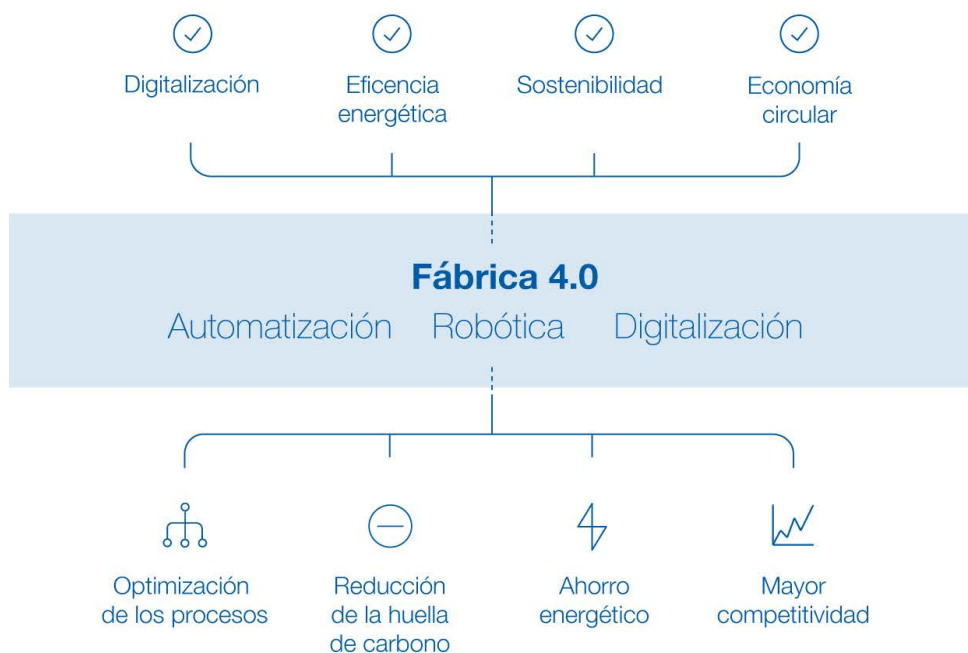 Digitalización
Eficencia
energética
Sostenibilidad
Economía
circular
Fábrica 4.0
Automatización Robótica Digitalización
Optimización
de los procesos
Reducción
de la huella
de carbono
Ahorro
energético
Mayor
competitividad